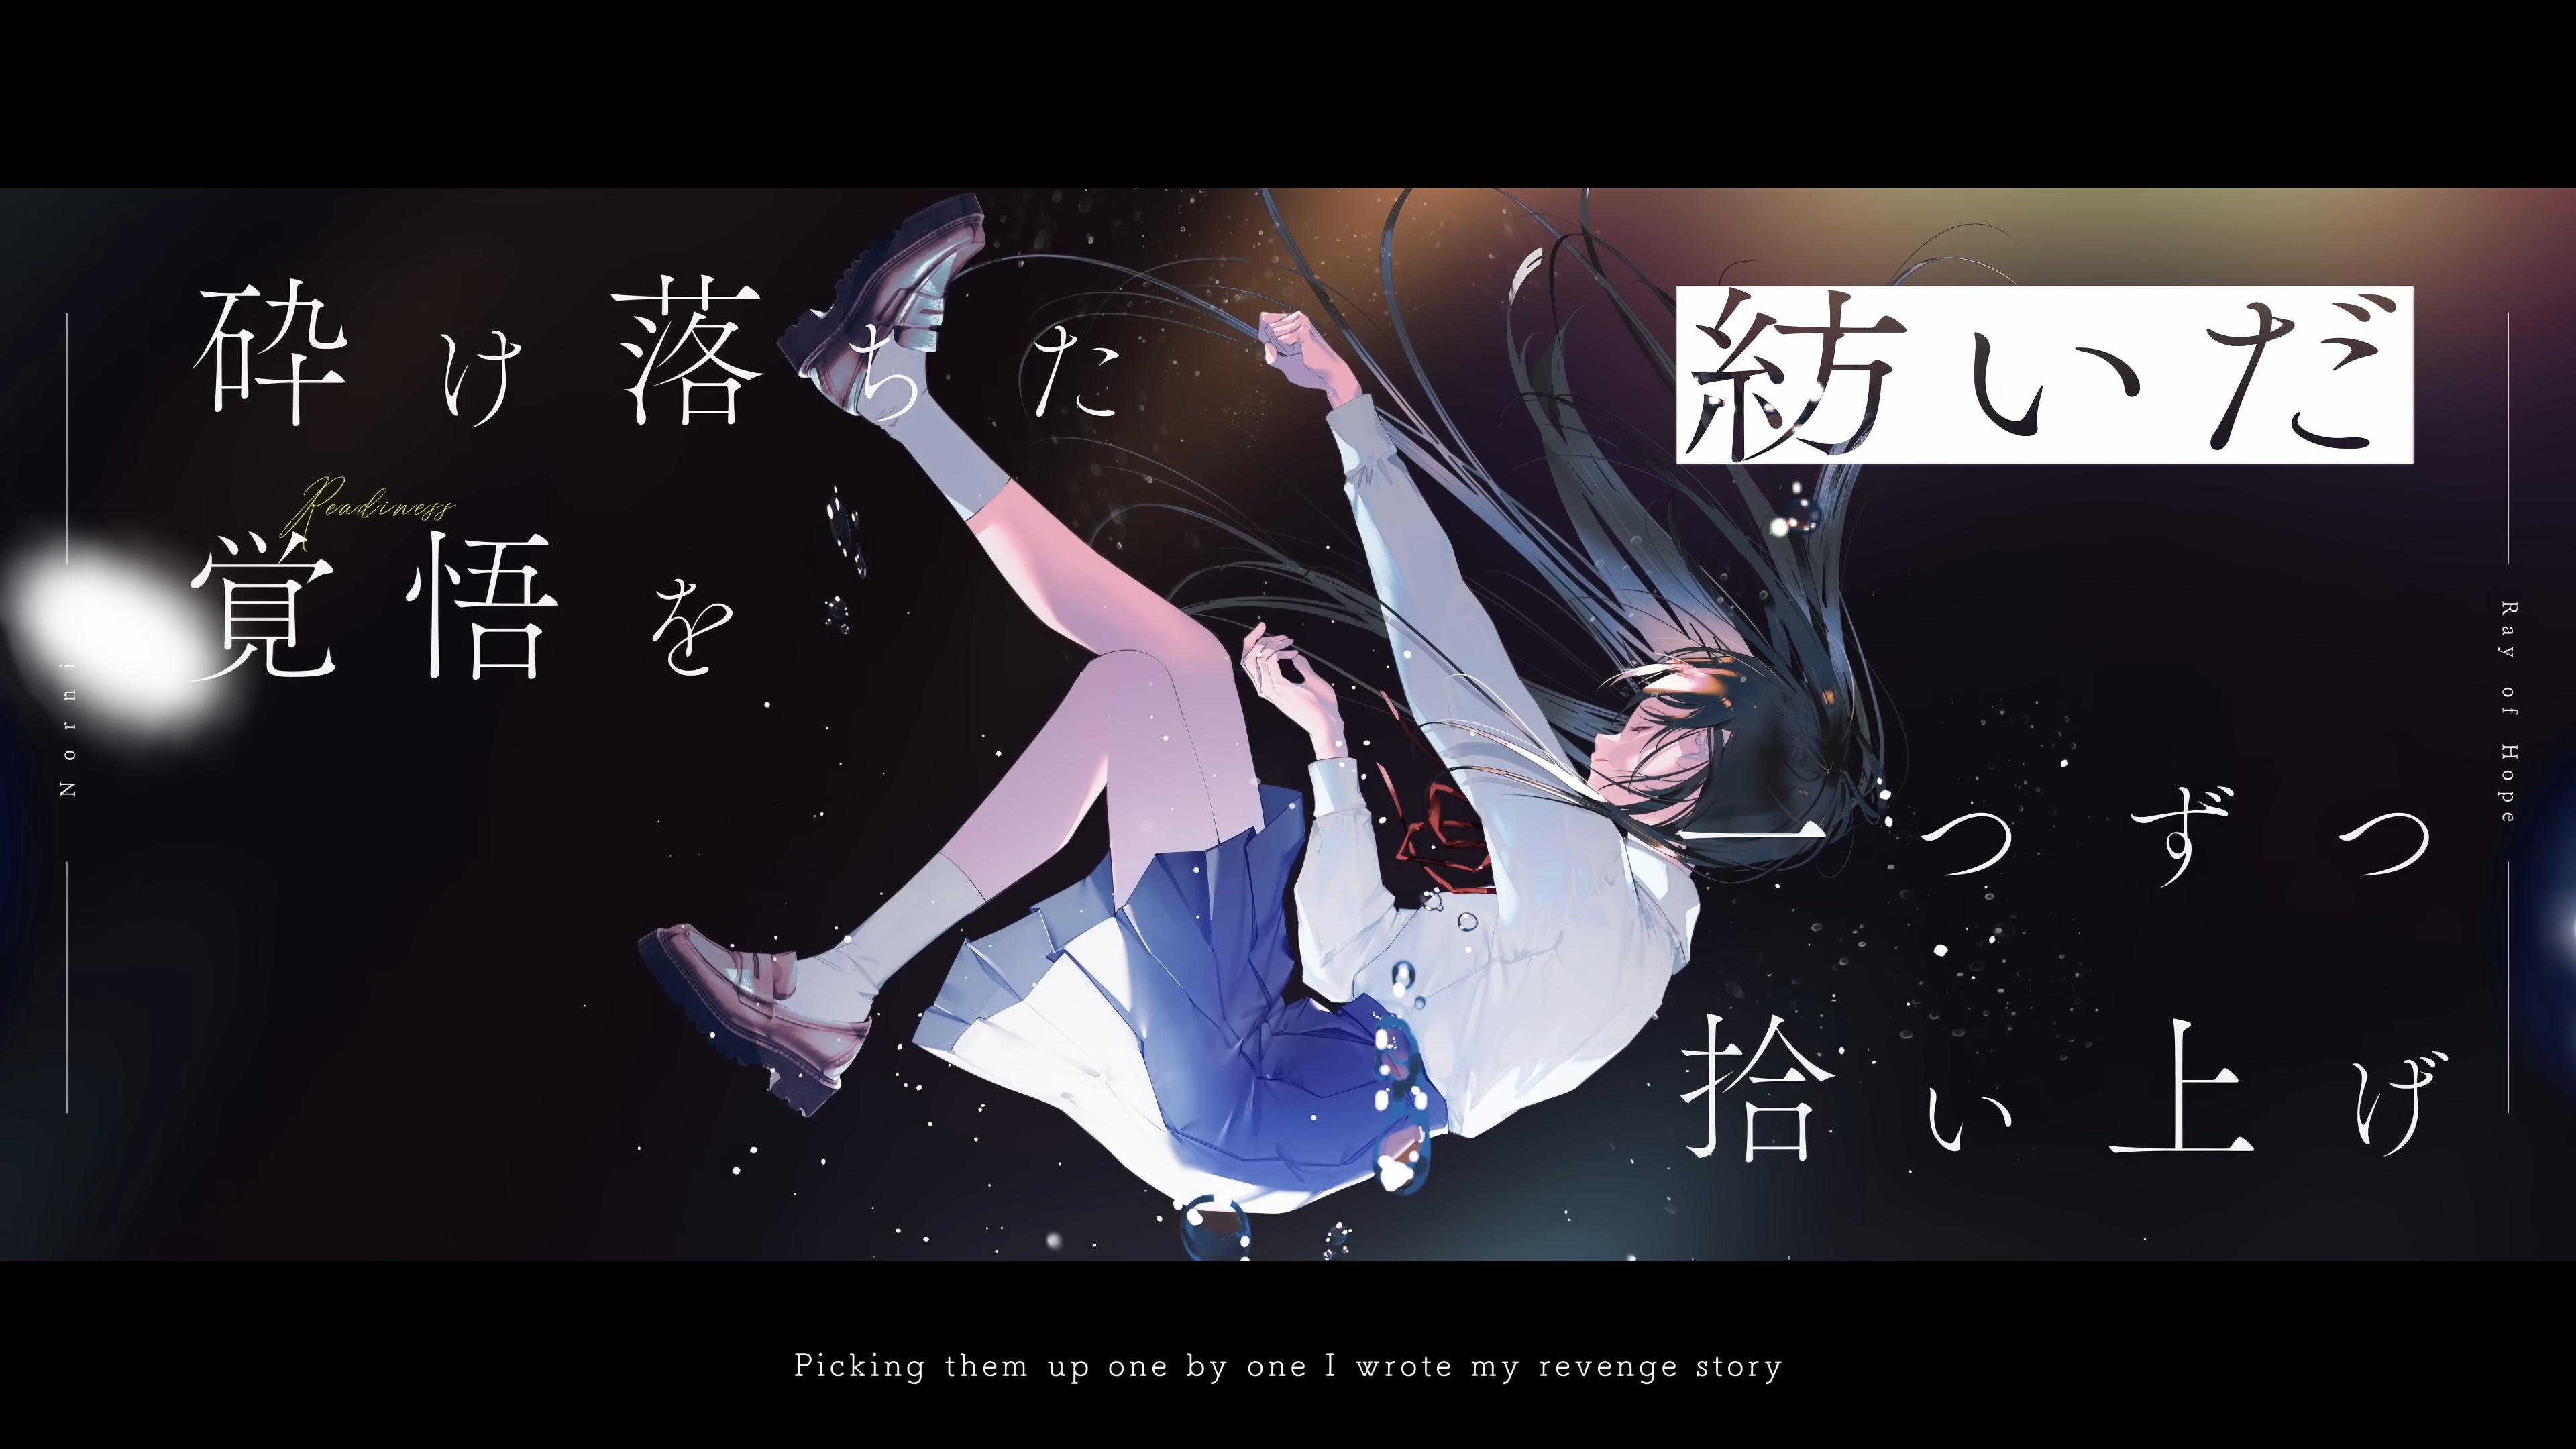 砕け落ちた
Readiness
覚悟を
紡いだ
一つずつ
拾い上げ
Norni
Ray of Hope
Picking them up one by one I wrote my revenge story